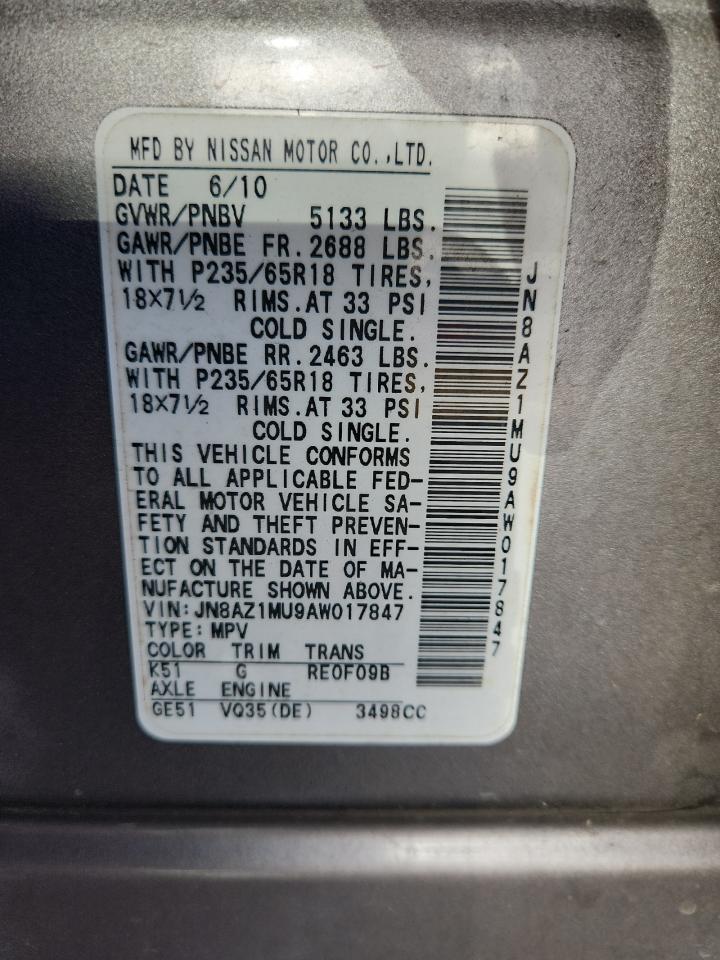 MFD BY NISSAN MOTOR CO.,LTD.
DATE 6/10
GVWR/PNBV 5133 LBS.
GAWR/PNBE FR.2688 LBS.
WITH P235/65R18 TIRES,
18×7½ RIMS.AT 33 PSI
COLD SINGLE.
GAWR/PNBE RR.2463 LBS.
WITH P235/65R18 TIRES,
18×7½ RIMS.AT 33 PSI
COLD SINGLE.
THIS VEHICLE CONFORMS
TO ALL APPLICABLE FED-
ERAL MOTOR VEHICLE SA-
FETY AND THEFT PREVEN-
TION STANDARDS IN EFF-
ECT ON THE DATE OF MA-
NUFACTURE SHOWN ABOVE.
VIN:JN8AZ1MU9AW017847
TYPE:MPV
COLOR TRIM TRANS
K51 G RE0F09B
AXLE ENGINE
GE51 VQ35(DE) 3498CC
JN8AZ1MU9AW017847